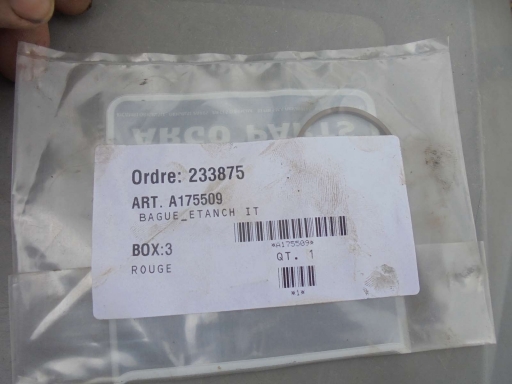 ARGO PARTS
Ordre: 233875
ART. A175509
BAGUE_ETANCH IT
*A175509*
BOX:3
QT. 1
ROUGE
*1*